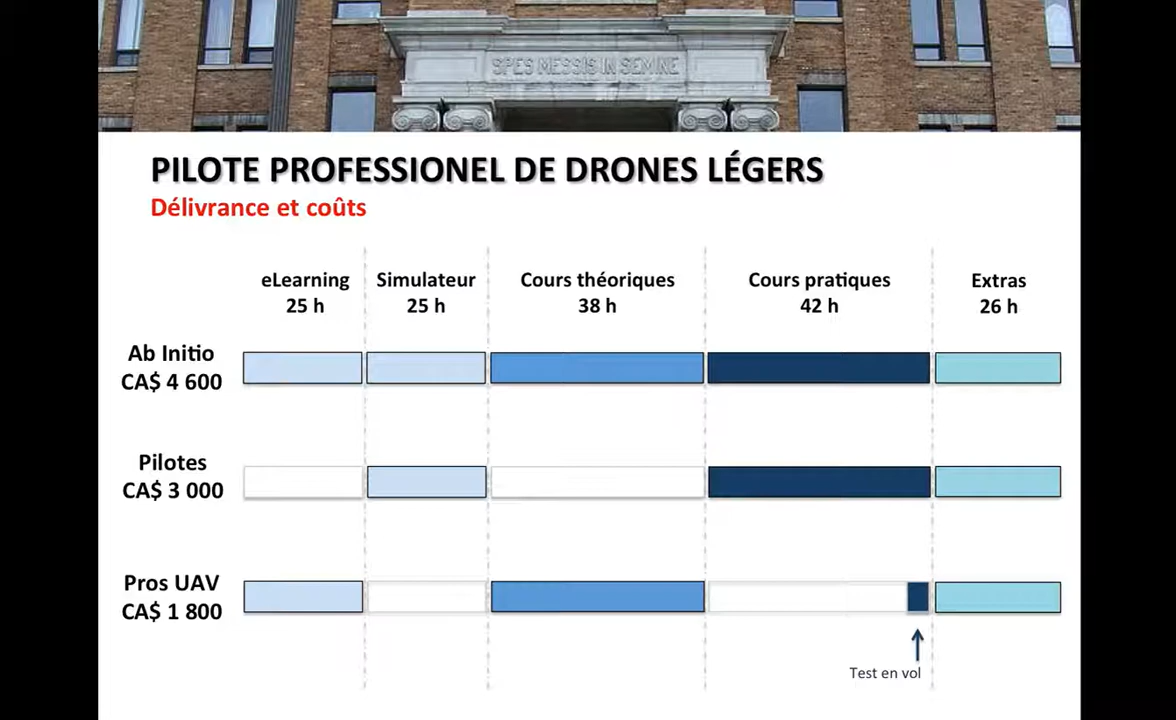 SPES MESSIS IN SEMINE
PILOTE PROFESSIONEL DE DRONES LÉGERS
Délivrance et coûts
eLearning Simulateur Cours théoriques Cours pratiques Extras
25 h 25 h 38 h 42 h 26 h
Ab Initio
CA$ 4 600
Pilotes
CA$ 3 000
Pros UAV
CA$ 1 800
Test en vol